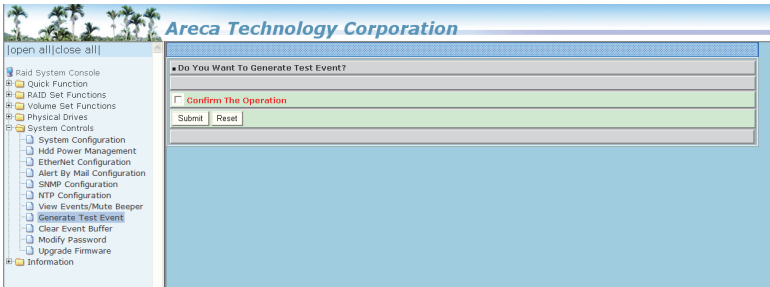 Areca Technology Corporation
|open all|close all|
Raid System Console
Quick Function
RAID Set Functions
Volume Set Functions
Physical Drives
System Controls
System Configuration
Hdd Power Management
EtherNet Configuration
Alert By Mail Configuration
SNMP Configuration
NTP Configuration
View Events/Mute Beeper
Generate Test Event
Clear Event Buffer
Modify Password
Upgrade Firmware
Information
Do You Want To Generate Test Event?
Confirm The Operation
Submit Reset